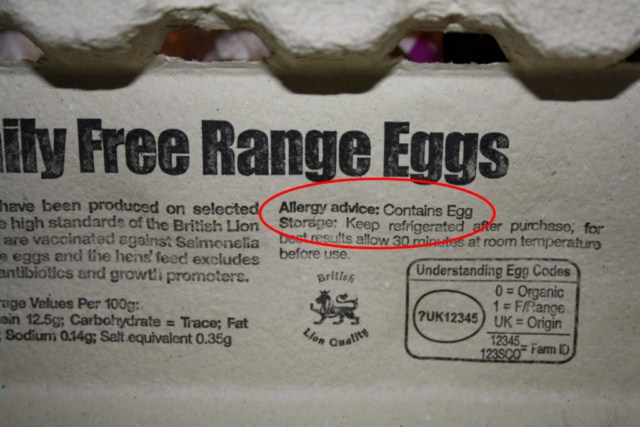 ily Free Range Eggs
have been produced on selected
e high standards of the British Lion
are vaccinated against Salmonella
e eggs and the hens' feed excludes
antibiotics and growth promoters.
rage Values Per 100g:
ein 12.5g; Carbohydrate = Trace; Fat
Sodium 0.14g; Salt equivalent 0.35g
Allergy advice: Contains Egg
Storage: Keep refrigerated after purchase, for
best results allow 30 minutes at room temperature
before use.
British
Lion Quality
Understanding Egg Codes
?UK12345
0 = Organic
1 = F/Range
UK = Origin
12345
123SCO = Farm ID